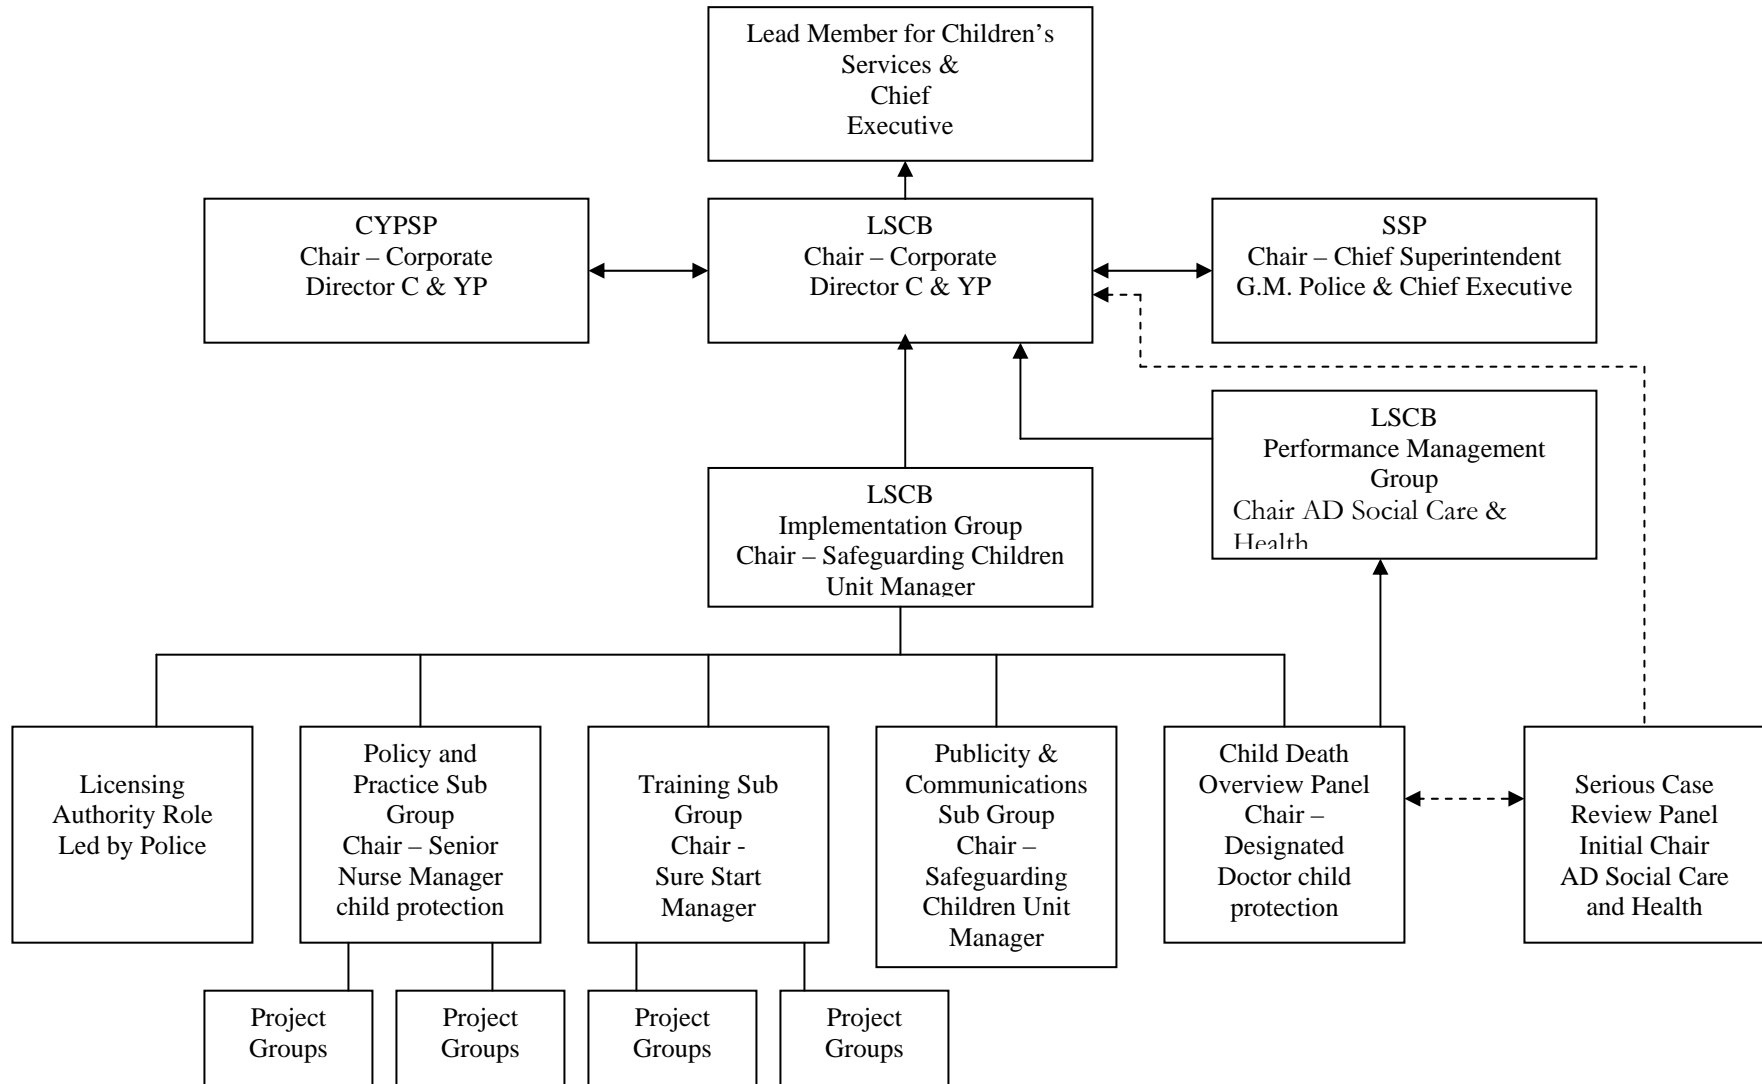 Lead Member for Children’s
Services &
Chief
Executive
CYPSP
Chair – Corporate
Director C & YP
LSCB
Chair – Corporate
Director C & YP
SSP
Chair – Chief Superintendent
G.M. Police & Chief Executive
LSCB
Performance Management
Group
Chair AD Social Care &
Health
LSCB
Implementation Group
Chair – Safeguarding Children
Unit Manager
Licensing
Authority Role
Led by Police
Policy and
Practice Sub
Group
Chair – Senior
Nurse Manager
child protection
Training Sub
Group
Chair -
Sure Start
Manager
Publicity &
Communications
Sub Group
Chair –
Safeguarding
Children Unit
Manager
Child Death
Overview Panel
Chair –
Designated
Doctor child
protection
Serious Case
Review Panel
Initial Chair
AD Social Care
and Health
Project
Groups
Project
Groups
Project
Groups
Project
Groups